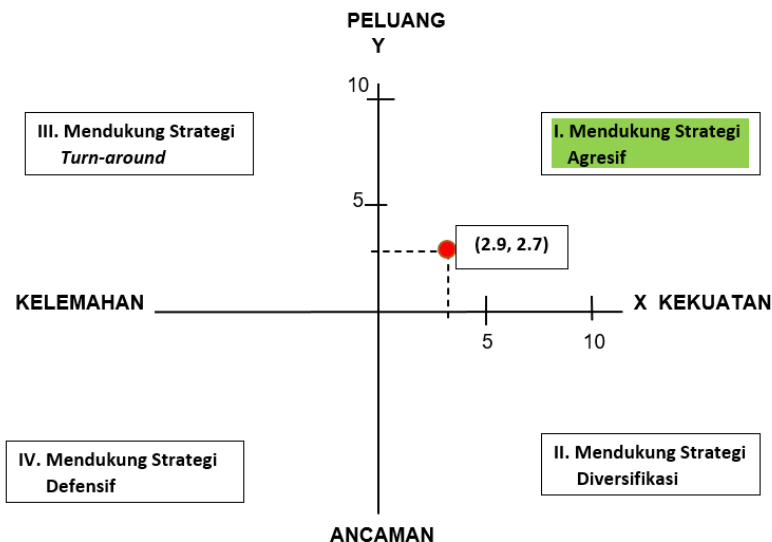 PELUANG
Y
10
III. Mendukung Strategi
Turn-around
I. Mendukung Strategi
Agresif
5
(2.9, 2.7)
KELEMAHAN
X KEKUATAN
5
10
IV. Mendukung Strategi
Defensif
II. Mendukung Strategi
Diversifikasi
ANCAMAN